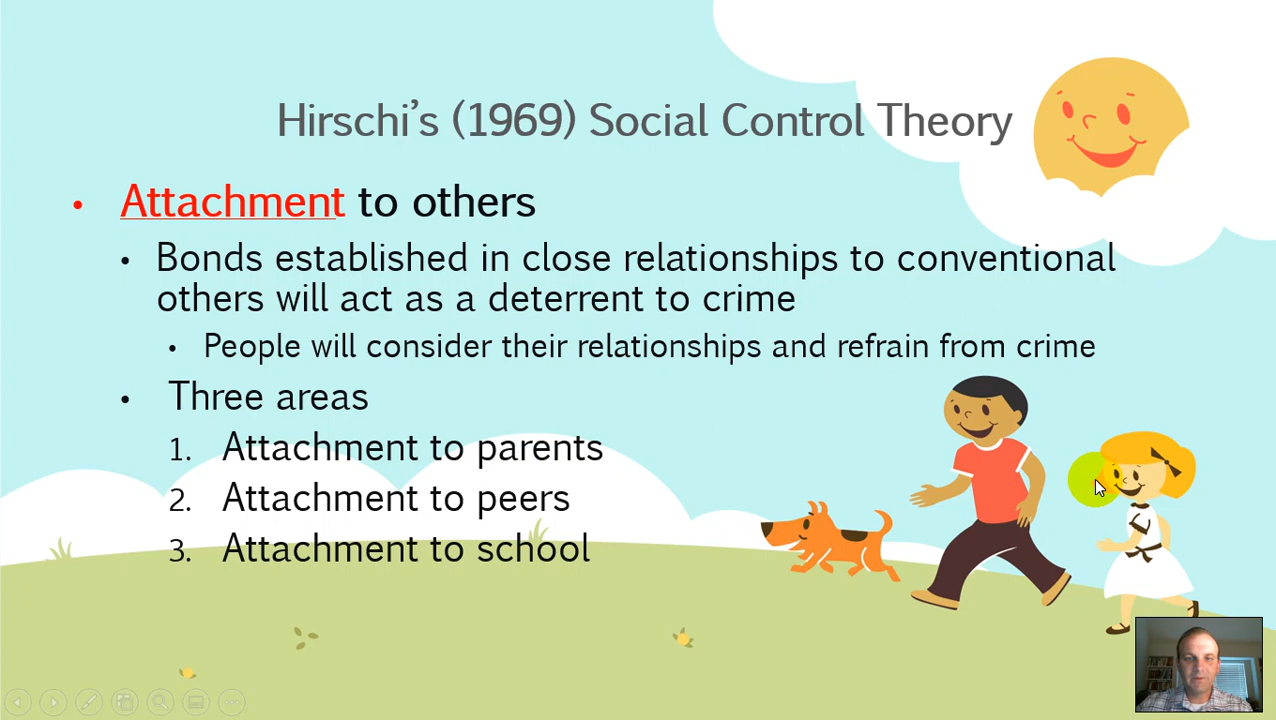 Hirschi’s (1969) Social Control Theory
• Attachment to others
• Bonds established in close relationships to conventional
others will act as a deterrent to crime
• People will consider their relationships and refrain from crime
• Three areas
1. Attachment to parents
2. Attachment to peers
3. Attachment to school